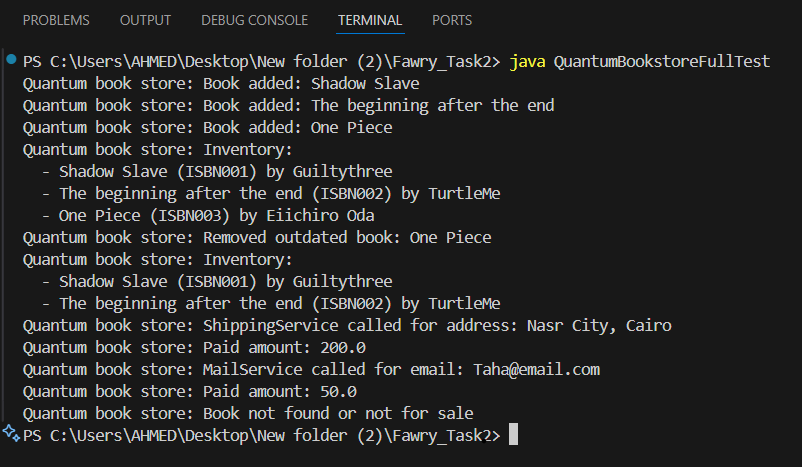 PROBLEMS OUTPUT DEBUG CONSOLE TERMINAL PORTS
PS C:\Users\AHMED\Desktop\New folder (2)\Fawry_Task2> java QuantumBookstoreFullTest
Quantum book store: Book added: Shadow Slave
Quantum book store: Book added: The beginning after the end
Quantum book store: Book added: One Piece
Quantum book store: Inventory:
  - Shadow Slave (ISBN001) by Guiltythree
  - The beginning after the end (ISBN002) by TurtleMe
  - One Piece (ISBN003) by Eiichiro Oda
Quantum book store: Removed outdated book: One Piece
Quantum book store: Inventory:
  - Shadow Slave (ISBN001) by Guiltythree
  - The beginning after the end (ISBN002) by TurtleMe
Quantum book store: ShippingService called for address: Nasr City, Cairo
Quantum book store: Paid amount: 200.0
Quantum book store: MailService called for email: Taha@email.com
Quantum book store: Paid amount: 50.0
Quantum book store: Book not found or not for sale
PS C:\Users\AHMED\Desktop\New folder (2)\Fawry_Task2>